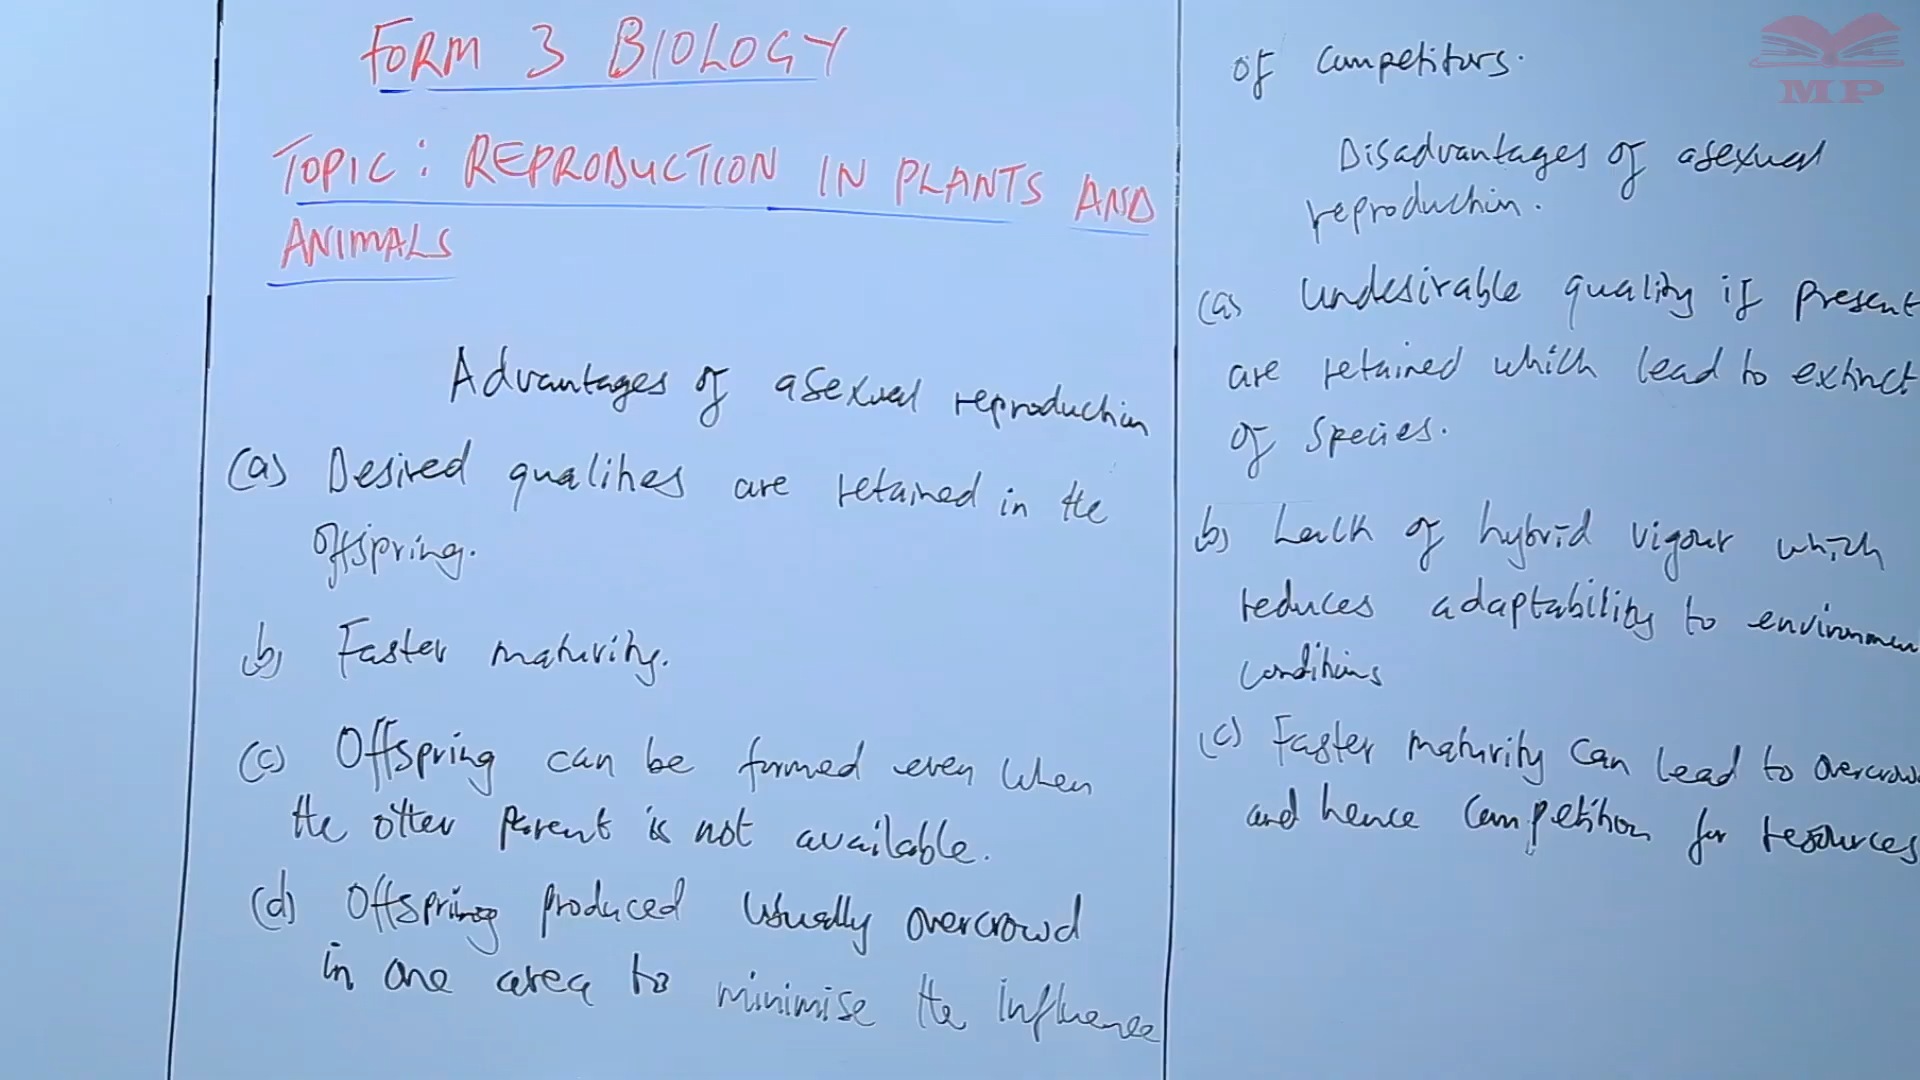 FORM 3 BIOLOGY
TOPIC: REPRODUCTION IN PLANTS AND
ANIMALS
Advantages of asexual reproduction
(a) Desired qualities are retained in the
offspring.
b) Faster maturity.
(c) Offspring can be formed even when
the other parent is not available.
(d) Offspring produced usually overcrowd
in one area to minimise the influence
of competitors.
Disadvantages of asexual
reproduction.
(a) Undesirable quality if present
are retained which lead to extinct
of species.
b) Lack of hybrid vigour which
reduces adaptability to environmen
conditions
(c) Faster maturity can lead to overcrow
and hence competition for resources
MP